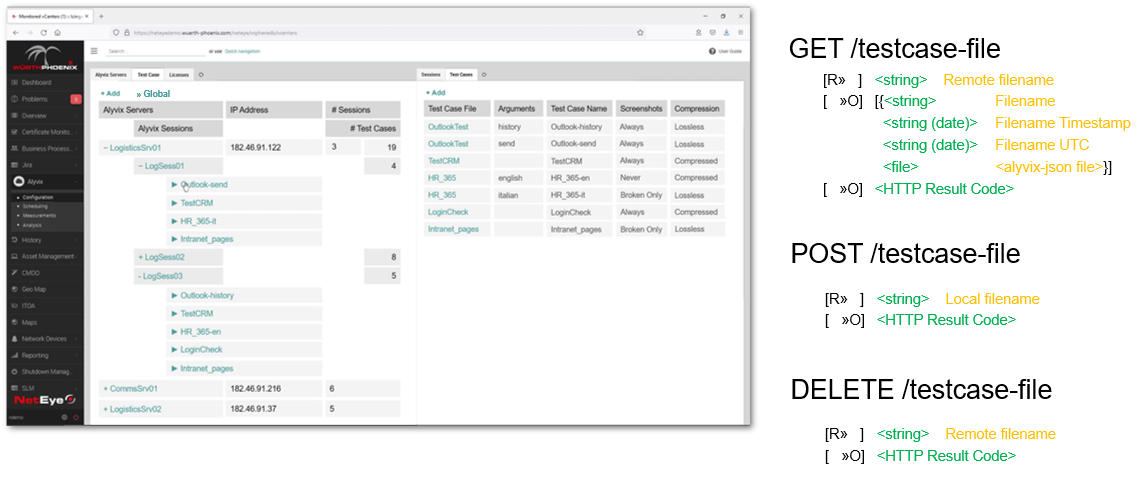 Monitored vCenters (1) :: Icinga
https://neteyedemo.wuerth-phoenix.com/neteye/vspheredb/vcenters
WÜRTHPHOENIX
Search ...
or use Quick navigation
User Guide
Dashboard
Problems
Overview
Certificate Monito...
Business Process...
Jira
Alyvix
Configuration
Scheduling
Measurements
Analysis
History
Asset Management
CMDB
Geo Map
ITOA
Maps
Network Devices
Reporting
Shutdown Manag...
SLM
NetEye
Alyvix Servers Test Case Licenses
+ Add » Global
Alyvix Servers IP Address # Sessions
Alyvix Sessions # Test Cases
− LogisticsSrv01 182.46.91.122 3 19
− LogSess01 4
► Outlook-send
► TestCRM
► HR_365-it
► Intranet_pages
+ LogSess02 8
- LogSess03 5
► Outlook-history
► TestCRM
► HR_365-en
► LoginCheck
► Intranet_pages
+ CommsSrv01 182.46.91.216 6
+ LogisticsSrv02 182.46.91.37 5
Sessions Test Cases
+ Add
Test Case File Arguments Test Case Name Screenshots Compression
OutlookTest history Outlook-history Always Lossless
OutlookTest send Outlook-send Always Lossless
TestCRM TestCRM Always Compressed
HR_365 english HR_365-en Never Compressed
HR_365 italian HR_365-it Broken Only Lossless
LoginCheck LoginCheck Always Compressed
Intranet_pages Intranet_pages Broken Only Lossless
GET /testcase-file
[R» ] <string> Remote filename
[ »O] [{<string> Filename
<string (date)> Filename Timestamp
<string (date)> Filename UTC
<file> <alyvix-json file>}]
[ »O] <HTTP Result Code>
POST /testcase-file
[R» ] <string> Local filename
[ »O] <HTTP Result Code>
DELETE /testcase-file
[R» ] <string> Remote filename
[ »O] <HTTP Result Code>